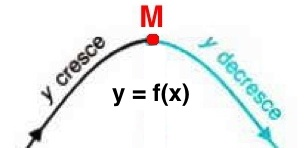 M
y cresce
y decresce
y = f(x)